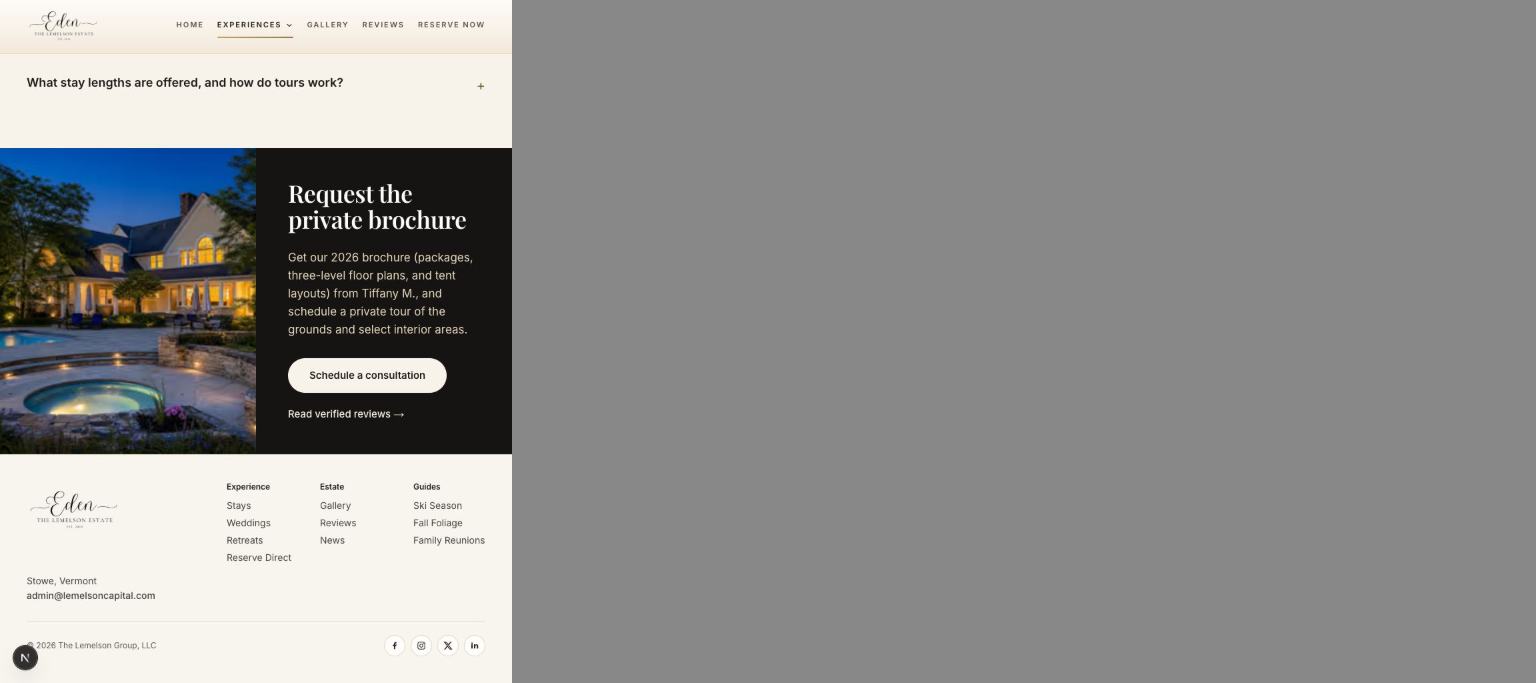 Eden
THE LEMELSON ESTATE
HOME EXPERIENCES GALLERY REVIEWS RESERVE NOW
What stay lengths are offered, and how do tours work?
+
Request the
private brochure
Get our 2026 brochure (packages,
three-level floor plans, and tent
layouts) from Tiffany M., and
schedule a private tour of the
grounds and select interior areas.
Schedule a consultation
Read verified reviews →
Eden
THE LEMELSON ESTATE
Stowe, Vermont
admin@lemelsoncapital.com
Experience
Stays
Weddings
Retreats
Reserve Direct
Estate
Gallery
Reviews
News
Guides
Ski Season
Fall Foliage
Family Reunions
© 2026 The Lemelson Group, LLC
f
X
in
N